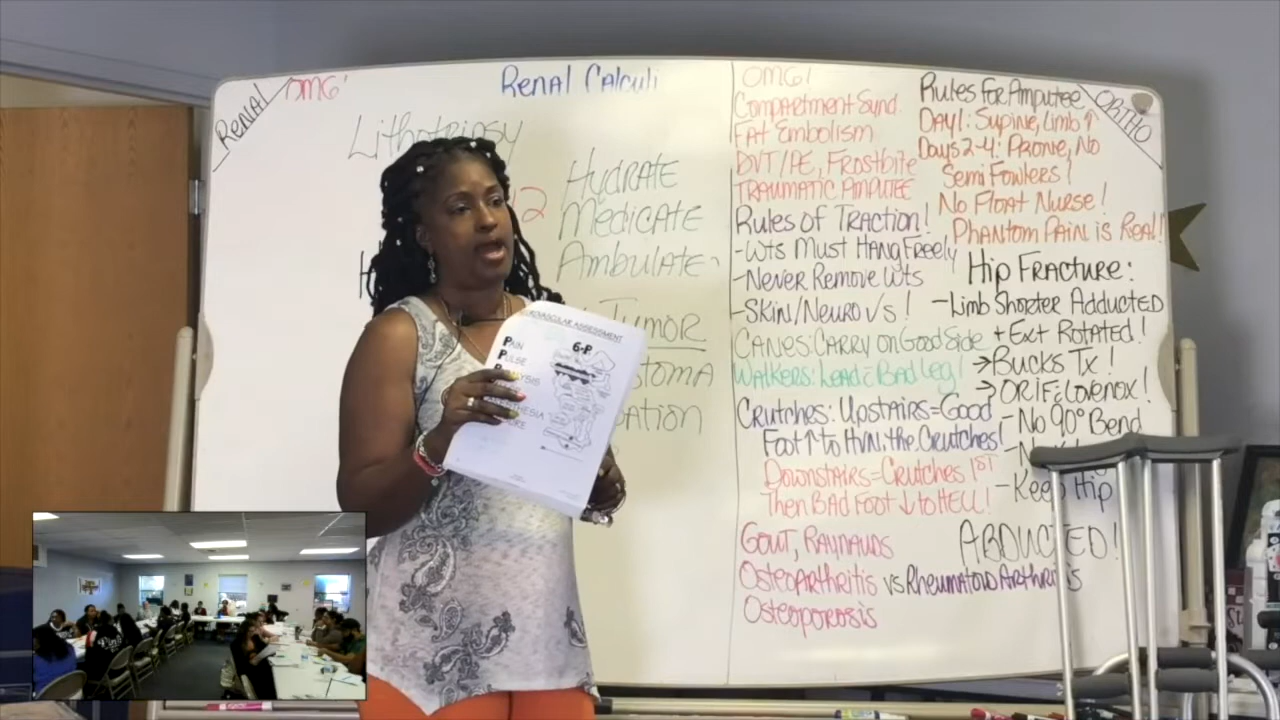 RENAL
OMG!
Renal Calculi
Lithotripsy
Hydrate
Medicate
Ambulate
Tumor
OMG!
Compartment Synd.
Fat Embolism
DVT/PE, Frostbite
Traumatic Amputee
Rules of Traction!
-Wts Must Hang Freely
-Never Remove Wts
-Skin/Neuro v/s!
Canes: Carry on Good Side
Walkers: Lead c̄ Bad Leg!
Crutches: Upstairs = Good
Foot ↑ to HVN, the Crutches!
Downstairs = Crutches 1ST
Then Bad Foot ↓ to HELL!
Gout, Raynauds
Osteoarthritis vs Rheumatoid Arthritis
Osteoporosis
ORTHO
Rules For Amputee
Day 1: Supine, Limb ↑
Days 2-4: Prone, No
Semi Fowlers!
No Float Nurse!
Phantom Pain is Real!
Hip Fracture:
-Limb Shorter Adducted
+ Ext Rotated!
→ Bucks Tx!
→ ORIF: Lovenox!
- No 90° Bend
- Keep Hip
ABDUCTED!
NEUROVASCULAR ASSESSMENT
6-P
PAIN
PULSE